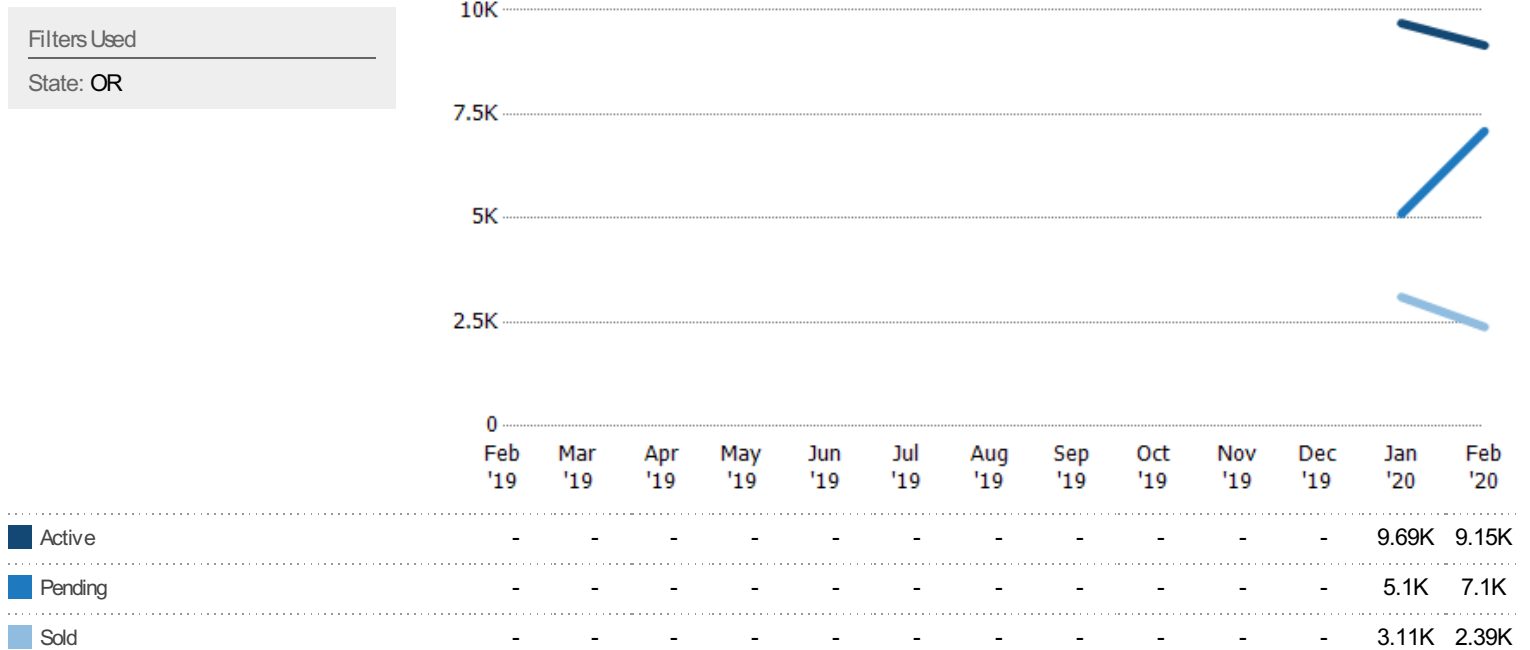 Filters Used
State: OR
10K
7.5K
5K
2.5K
0
Feb Mar Apr May Jun Jul Aug Sep Oct Nov Dec Jan Feb
'19 '19 '19 '19 '19 '19 '19 '19 '19 '19 '19 '20 '20
Active - - - - - - - - - - - 9.69K 9.15K
Pending - - - - - - - - - - - 5.1K 7.1K
Sold - - - - - - - - - - - 3.11K 2.39K